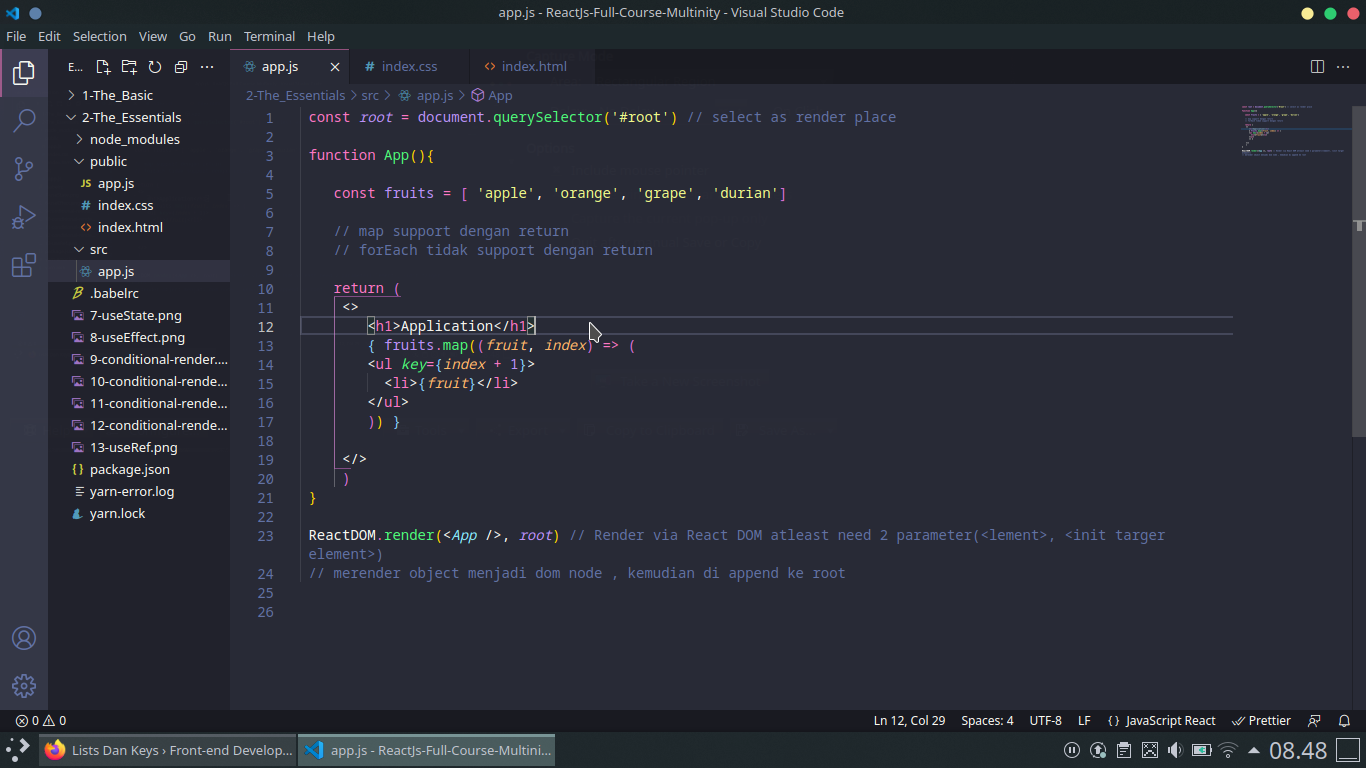 app.js - ReactJs-Full-Course-Multinity - Visual Studio Code
File Edit Selection View Go Run Terminal Help
E...
app.js
index.css
index.html
2-The_Essentials > src > app.js > App
1-The_Basic
2-The_Essentials
node_modules
public
app.js
index.css
index.html
src
app.js
.babelrc
7-useState.png
8-useEffect.png
9-conditional-render....
10-conditional-rende...
11-conditional-rende...
12-conditional-rende...
13-useRef.png
package.json
yarn-error.log
yarn.lock
1 const root = document.querySelector('#root') // select as render place
2
3 function App(){
4
5 const fruits = [ 'apple', 'orange', 'grape', 'durian']
6
7 // map support dengan return
8 // forEach tidak support dengan return
9
10 return (
11 <>
12 <h1>Application</h1>
13 { fruits.map((fruit, index) => (
14 <ul key={index + 1}>
15 <li>{fruit}</li>
16 </ul>
17 )) }
18
19 </>
20 )
21 }
22
23 ReactDOM.render(<App />, root) // Render via React DOM atleast need 2 parameter(<lement>, <init targer
element>)
24 // merender object menjadi dom node , kemudian di append ke root
25
26
0 0
Ln 12, Col 29 Spaces: 4 UTF-8 LF {} JavaScript React Prettier
Lists Dan Keys › Front-end Develop...
app.js - ReactJs-Full-Course-Multini...
08.48